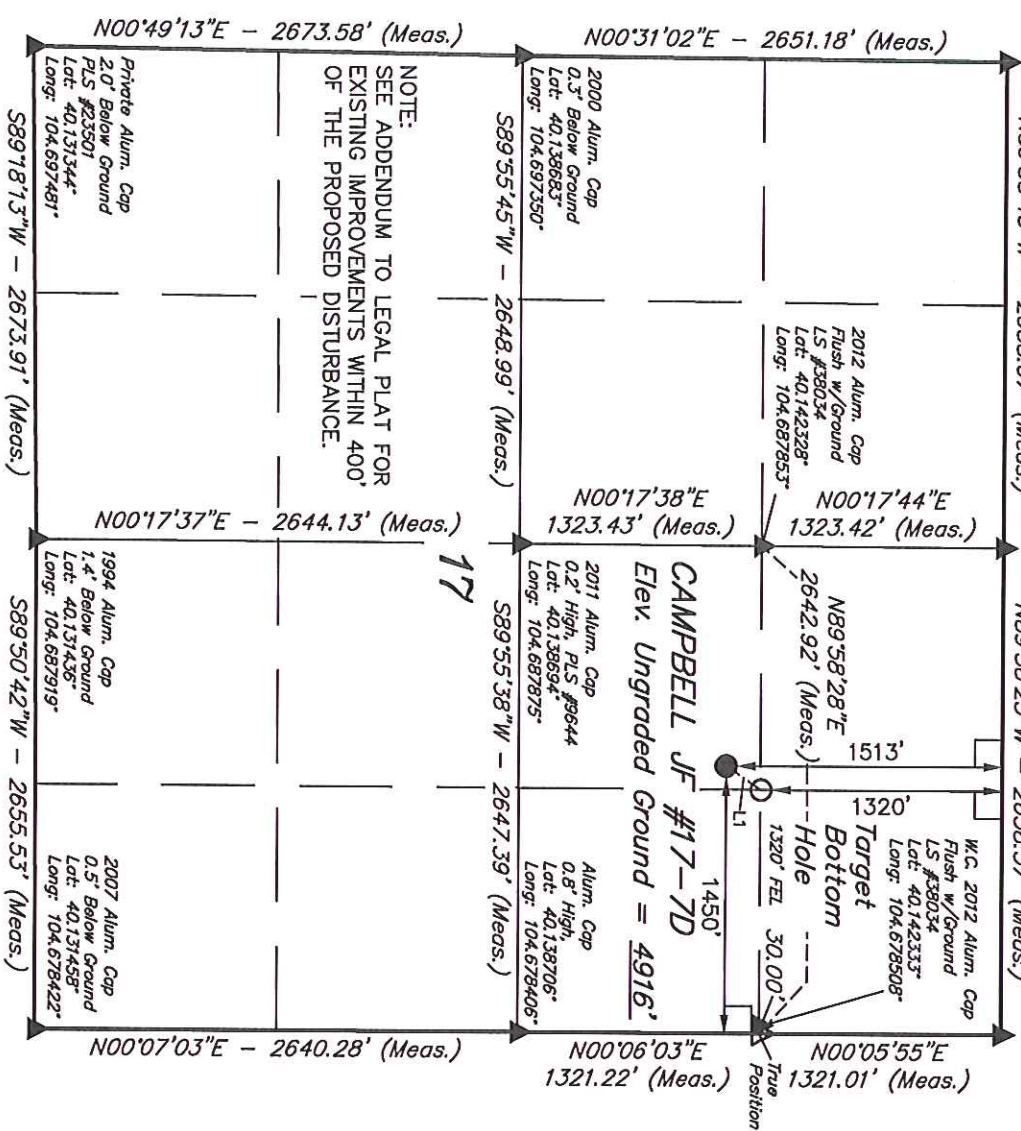 (Meas.)
(Meas.)
N00°49'13"E - 2673.58' (Meas.)
N00°31'02"E - 2651.18' (Meas.)
2012 Alum. Cap
Flush w/Ground
LS #38034
Lat: 40.142328°
Long: 104.687853°
N00°17'44"E
1323.42' (Meas.)
N00°17'38"E
1323.43' (Meas.)
N89°58'28"E
2642.92' (Meas.)
1513'
1320'
L1
Target
Bottom
Hole
W.C. 2012 Alum. Cap
Flush w/Ground
LS #38034
Lat: 40.142333°
Long: 104.678508°
1320' FEL
30.00'
True
Position
1450'
CAMPBELL JF #17-7D
Elev. Ungraded Ground = 4916'
N00°05'55"E
1321.01' (Meas.)
N00°06'03"E
1321.22' (Meas.)
2000 Alum. Cap
0.3' Below Ground
Lat: 40.138683°
Long: 104.697350°
S89°55'45"W - 2648.99' (Meas.)
2011 Alum. Cap
0.2' High, PLS #9644
Lat: 40.138694°
Long: 104.687875°
S89°55'38"W - 2647.39' (Meas.)
Alum. Cap
0.8' High,
Lat: 40.138706°
Long: 104.678406°
17
NOTE:
SEE ADDENDUM TO LEGAL PLAT FOR
EXISTING IMPROVEMENTS WITHIN 400'
OF THE PROPOSED DISTURBANCE.
N00°17'37"E - 2644.13' (Meas.)
N00°07'03"E - 2640.28' (Meas.)
Private Alum. Cap
2.0' Below Ground
PLS #23501
Lat: 40.131344°
Long: 104.697481°
S89°18'13"W - 2673.91' (Meas.)
1994 Alum. Cap
1.4' Below Ground
Lat: 40.131436°
Long: 104.687919°
S89°50'42"W - 2655.53' (Meas.)
2007 Alum. Cap
0.5' Below Ground
Lat: 40.131458°
Long: 104.678422°